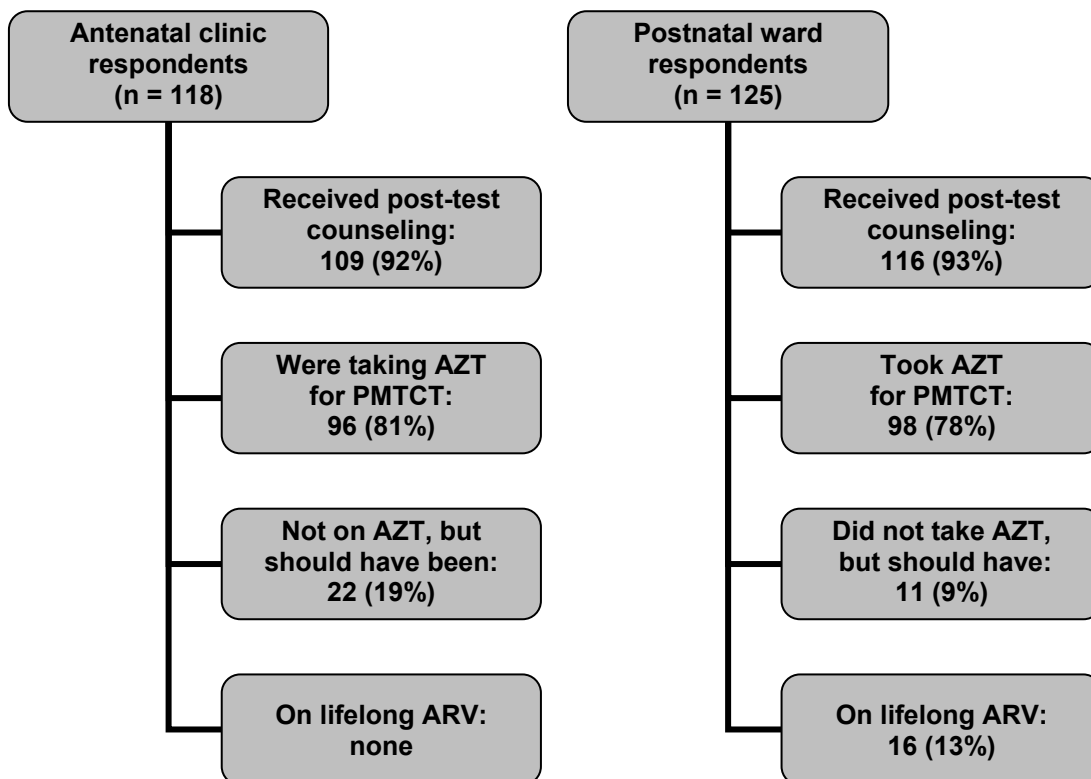 Antenatal clinic
respondents
(n = 118)
Received post-test
counseling:
109 (92%)
Were taking AZT
for PMTCT:
96 (81%)
Not on AZT, but
should have been:
22 (19%)
On lifelong ARV:
none
Postnatal ward
respondents
(n = 125)
Received post-test
counseling:
116 (93%)
Took AZT
for PMTCT:
98 (78%)
Did not take AZT,
but should have:
11 (9%)
On lifelong ARV:
16 (13%)